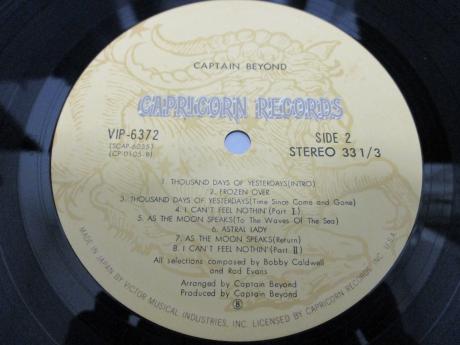 CAPTAIN BEYOND
CAPRICORN RECORDS
VIP-6372
(SCAP-6035)
(CP-0105-B)
SIDE 2
STEREO 33 1/3
1. THOUSAND DAYS OF YESTERDAYS(INTRO)
2. FROZEN OVER
3. THOUSAND DAYS OF YESTERDAYS(Time Since Come and Gone)
4. I CAN'T FEEL NOTHIN'(Part I)
5. AS THE MOON SPEAKS(To The Waves Of The Sea)
6. ASTRAL LADY
7. AS THE MOON SPEAKS(Return)
8. I CAN'T FEEL NOTHIN'(Part II)
All selections composed by Bobby Caldwell
and Rod Evans
Arranged by Captain Beyond
Produced by Captain Beyond
MADE IN JAPAN BY VICTOR MUSICAL INDUSTRIES, INC. LICENSED BY CAPRICORN RECORDS INC. U.S.A.